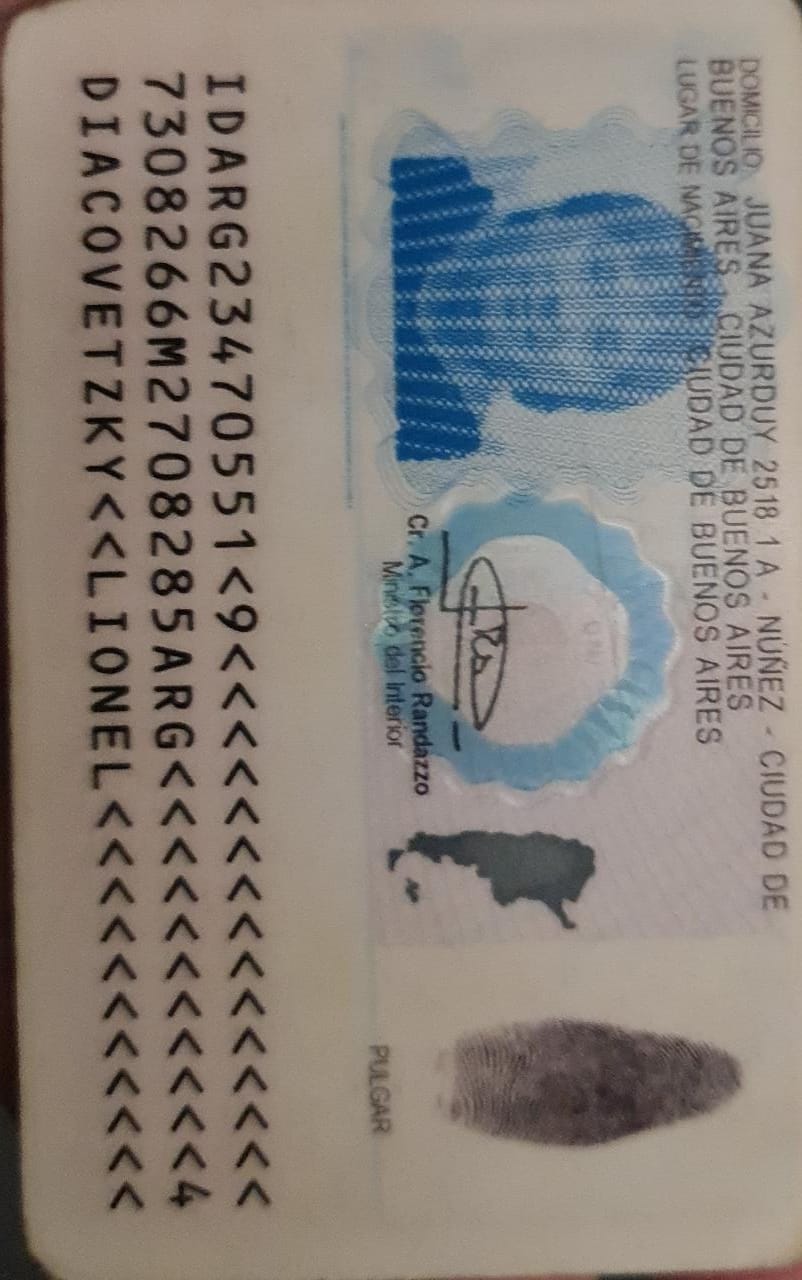 DOMICILIO: JUANA AZURDUY 2518 1 A - NÚÑEZ - CIUDAD DE
BUENOS AIRES - CIUDAD DE BUENOS AIRES
LUGAR DE NACIMIENTO: CIUDAD DE BUENOS AIRES
Cr. A. Florencio Randazzo
Ministro del Interior
PULGAR
IDARG23470551<9<<<<<<<<<<<<<<<
7308266M2708285ARG<<<<<<<<<<<4
DIACOVETZKY<<LIONEL<<<<<<<<<<<